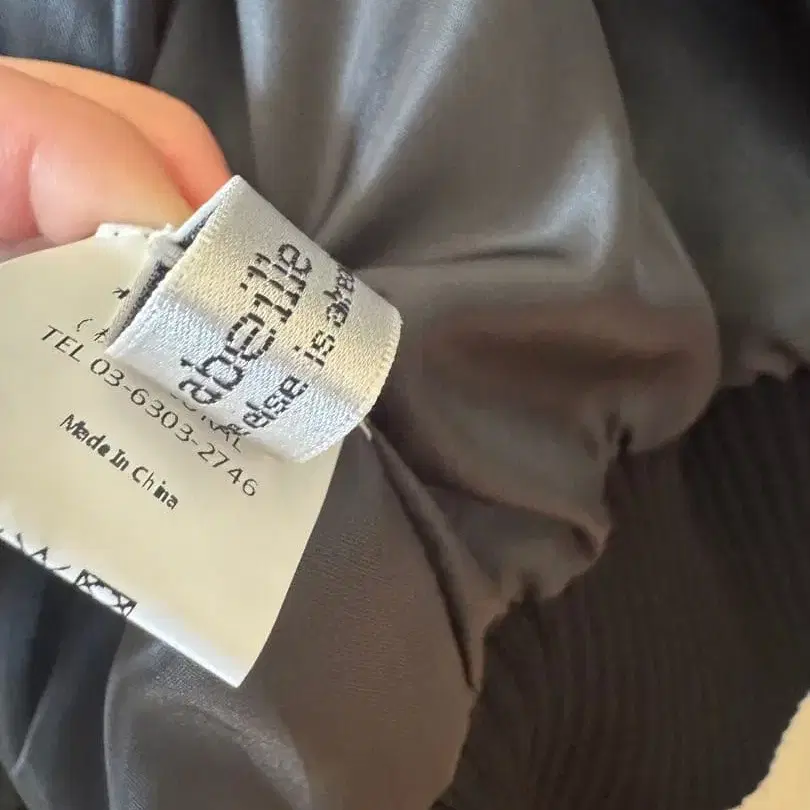 abeille
else is
TEL 03-6303-2746
Made In China